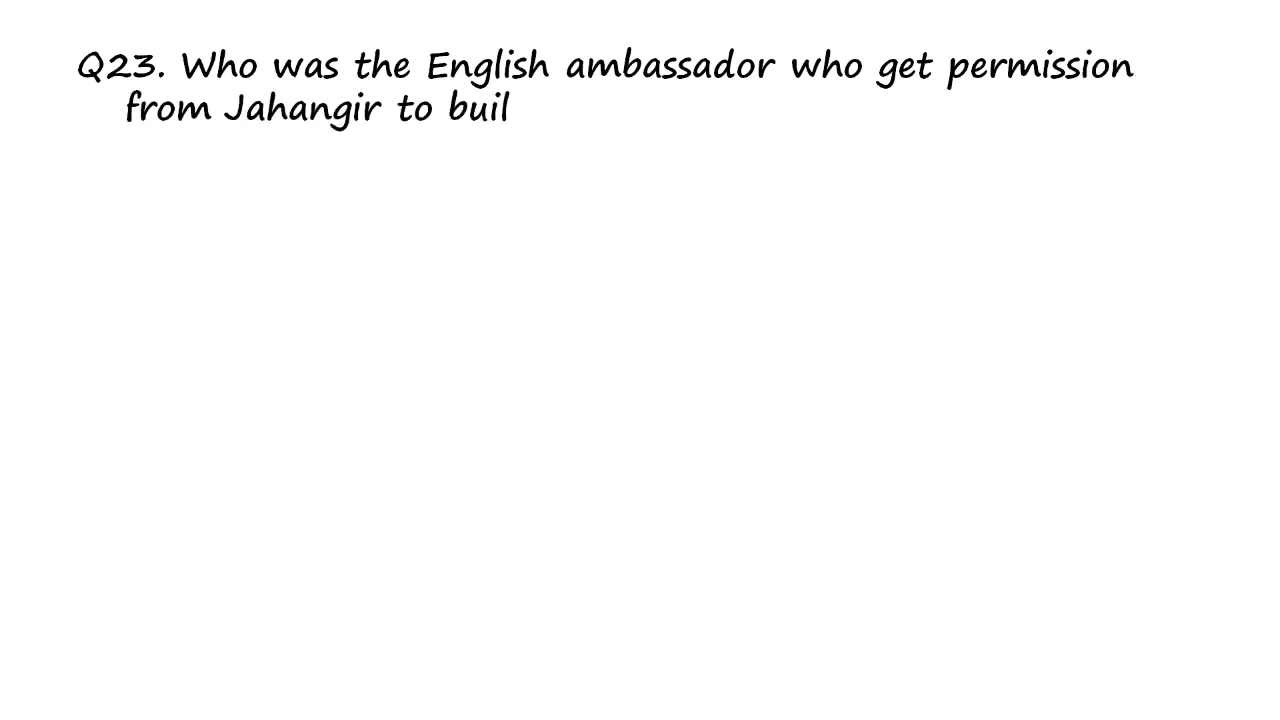 Q23. Who was the English ambassador who get permission
from Jahangir to buil